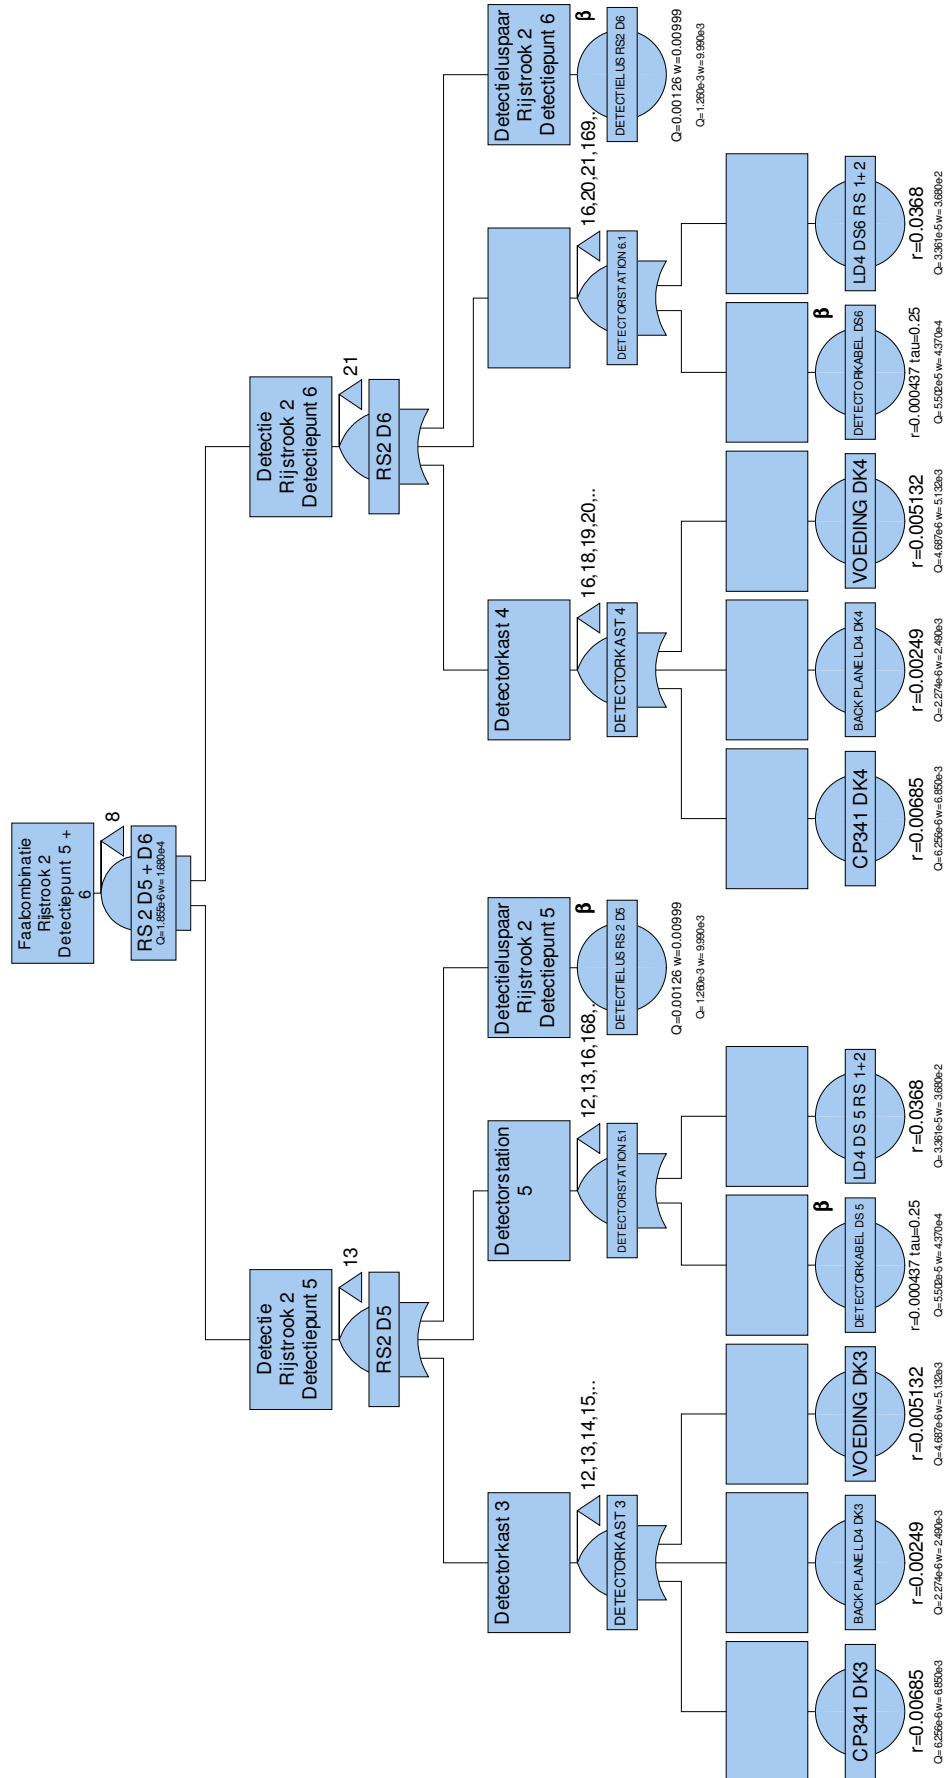 Faalcombinatie
Rijstrook 2
Detectiepunt 5 +
6
8
RS 2 D5 + D6
Q=1.855e-6 w= 1.680e-4
Detectie
Rijstrook 2
Detectiepunt 5
13
RS2 D5
Detectie
Rijstrook 2
Detectiepunt 6
21
RS2 D6
Detectorkast 3
12,13,14,15,..
DETECTORKAST 3
Detectorstation
5
12,13,16,168,..
DETECTORSTATION 5.1
Detectieluspaar
Rijstrook 2
Detectiepunt 5
β
DETECTIELUS RS 2 D5
Q=0.00126 w=0.00999
Q=1.260e-3 w= 9.990e-3
Detectorkast 4
16,18,19,20,..
DETECTORKAST 4
16,20,21,169,..
DETECTORSTATION 6.1
Detectieluspaar
Rijstrook 2
Detectiepunt 6
β
DETECTIELUS RS2 D6
Q=0.00126 w=0.00999
Q=1.260e-3 w= 9.990e-3
CP341 DK3
r=0.00685
Q=6.256e-6 w= 6.850e-3
BACKPLANE LD4 DK3
r=0.00249
Q=2.274e-6 w= 2.490e-3
VOEDING DK3
r=0.005132
Q=4.687e-6 w= 5.132e-3
β
DETECTORKABEL DS 5
r=0.000437 tau=0.25
Q=5.502e-5 w= 4.370e-4
LD4 DS 5 RS 1+2
r=0.0368
Q=3.361e-5 w= 3.680e-2
CP341 DK4
r=0.00685
Q=6.256e-6 w= 6.850e-3
BACKPLANE LD4 DK4
r=0.00249
Q=2.274e-6 w= 2.490e-3
VOEDING DK4
r=0.005132
Q=4.687e-6 w= 5.132e-3
β
DETECTORKABEL DS6
r=0.000437 tau=0.25
Q=5.502e-5 w= 4.370e-4
LD4 DS6 RS 1+2
r=0.0368
Q=3.361e-5 w= 3.680e-2